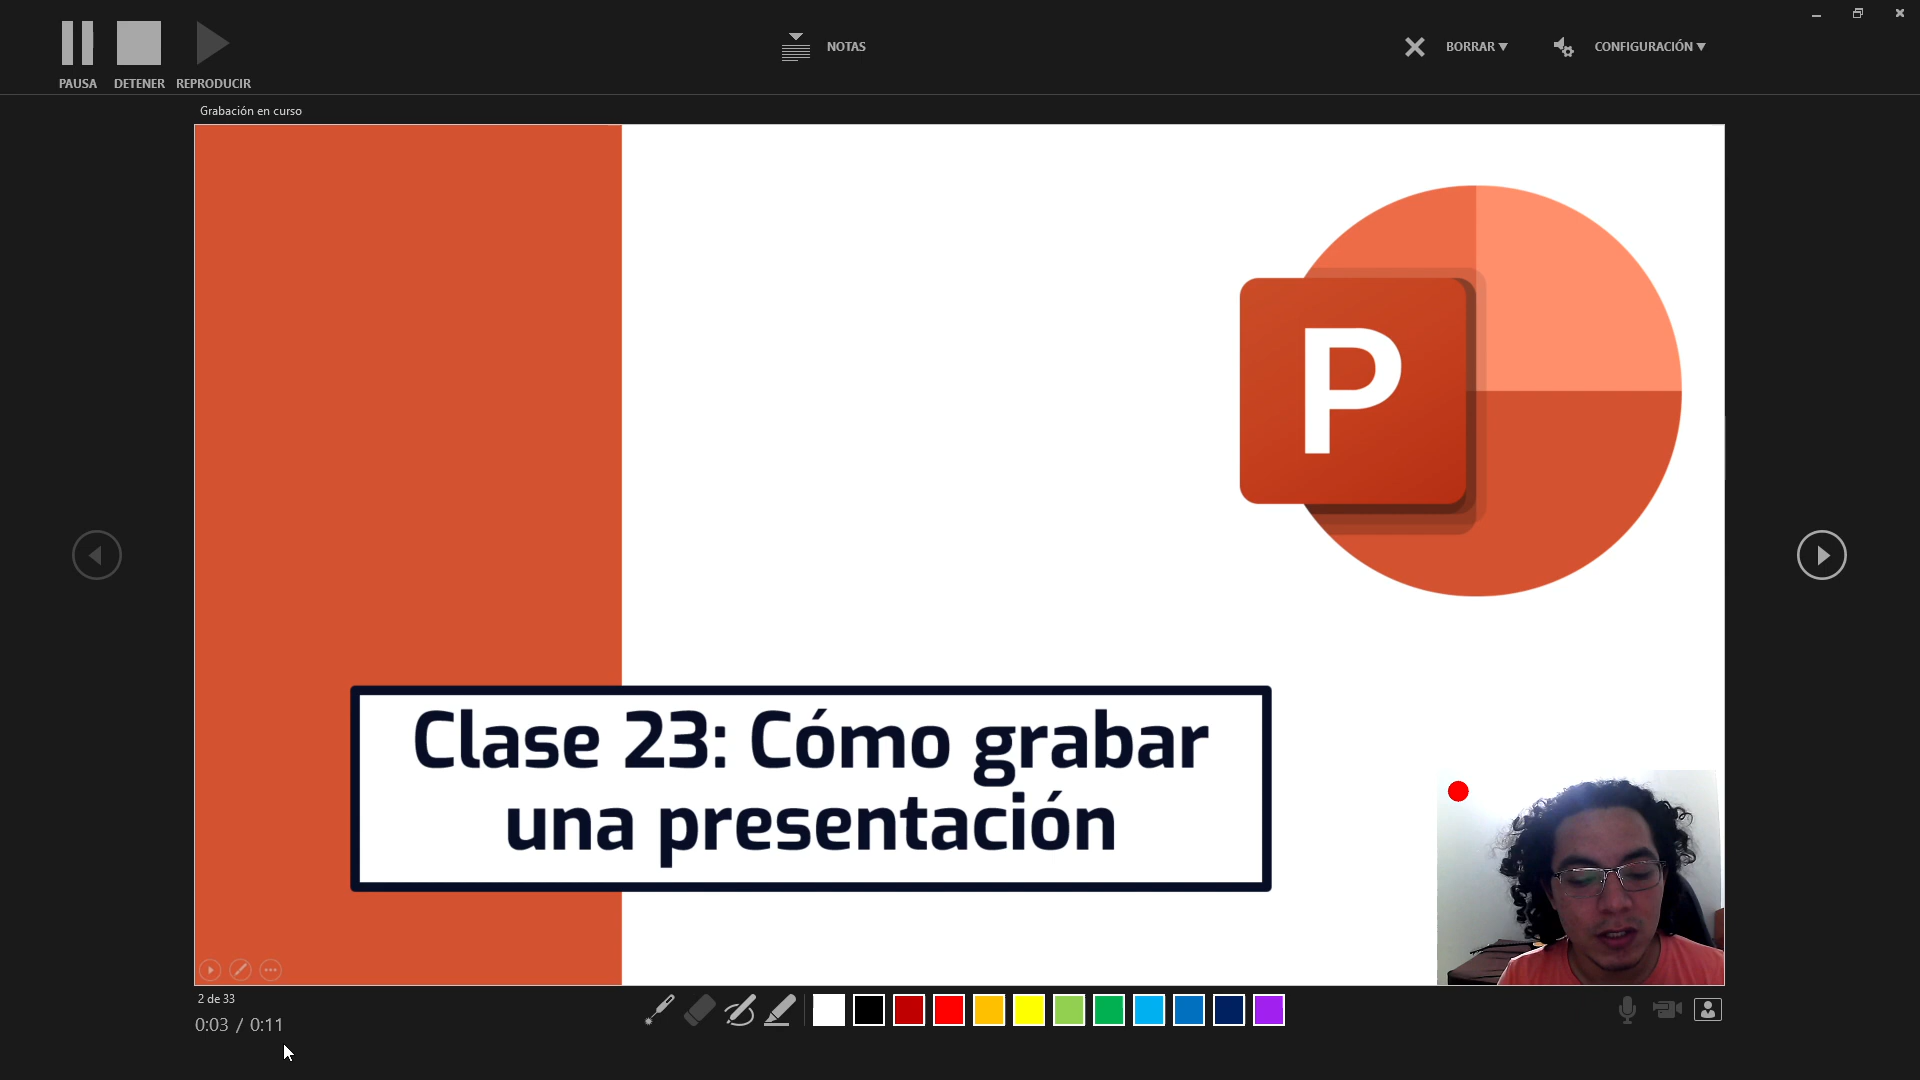 PAUSA
DETENER
REPRODUCIR
NOTAS
BORRAR
CONFIGURACIÓN
Grabación en curso
P
Clase 23: Cómo grabar
una presentación
2 de 33
0:03 / 0:11